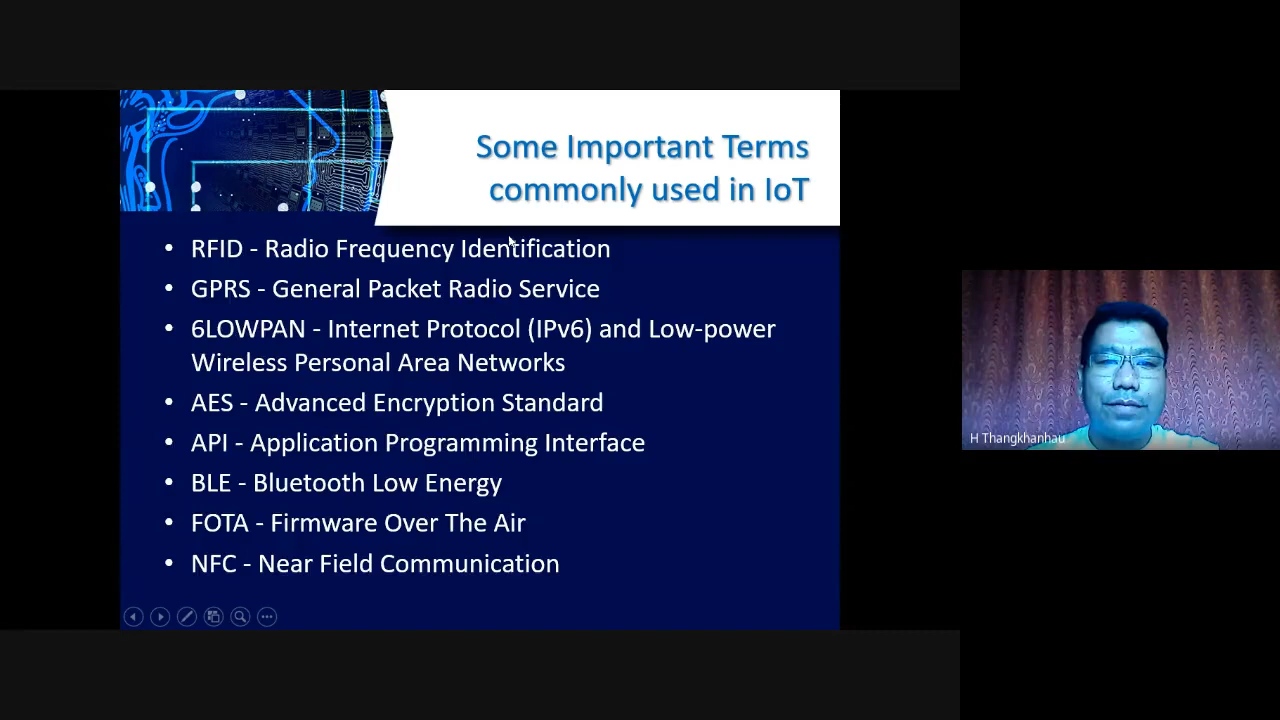 Some Important Terms
commonly used in IoT
• RFID - Radio Frequency Identification
• GPRS - General Packet Radio Service
• 6LOWPAN - Internet Protocol (IPv6) and Low-power
Wireless Personal Area Networks
• AES - Advanced Encryption Standard
• API - Application Programming Interface
• BLE - Bluetooth Low Energy
• FOTA - Firmware Over The Air
• NFC - Near Field Communication
H Thangkhanhau